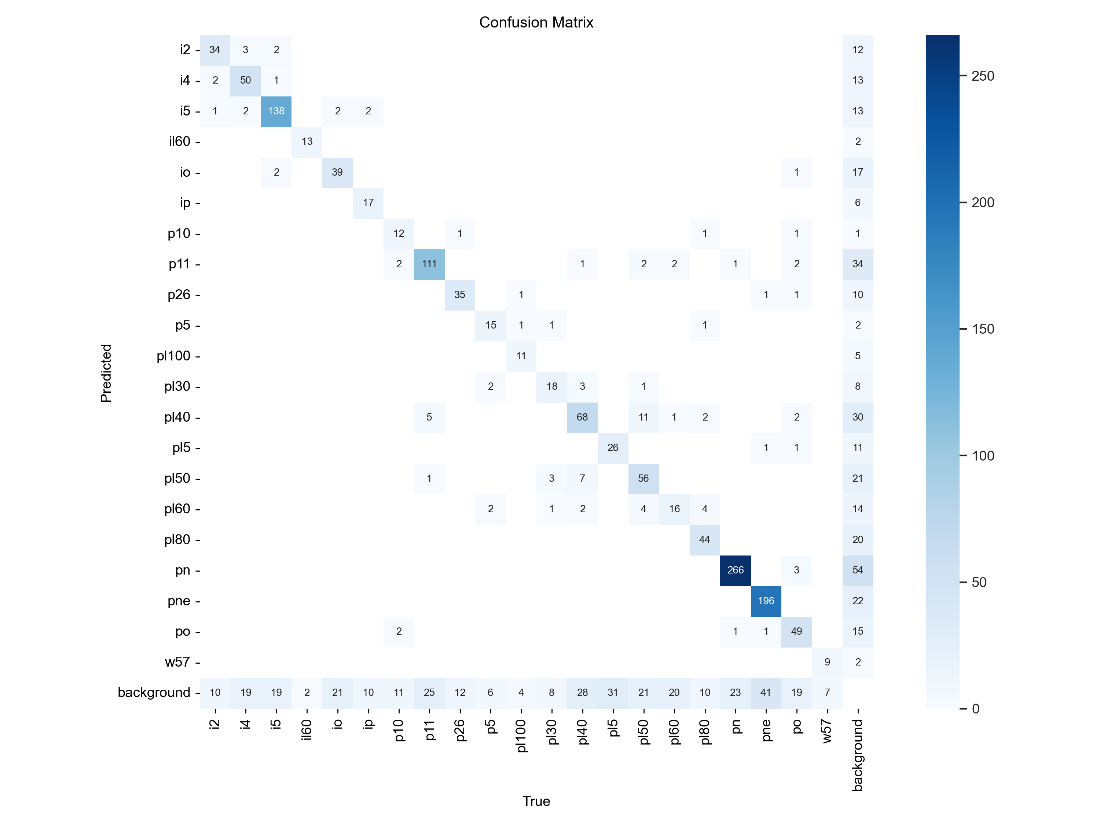 Confusion Matrix
i2 34 3 2 12
i4 2 50 1 13
i5 1 2 138 2 2 13
il60 13 2
io 2 39 1 17
ip 17 6
p10 12 1 1 1 1
p11 2 111 1 2 2 1 2 34
p26 35 1 1 1 10
p5 15 1 1 1 2
pl100 11 5
pl30 2 18 3 1 8
pl40 5 68 11 1 2 2 30
pl5 26 1 1 11
pl50 1 3 7 56 21
pl60 2 1 2 4 16 4 14
pl80 44 20
pn 266 3 54
pne 196 22
po 2 1 1 49 15
w57 9 2
background 10 19 19 2 21 10 11 25 12 6 4 8 28 31 21 20 10 23 41 19 7
i2 i4 i5 il60 io ip p10 p11 p26 p5 pl100 pl30 pl40 pl5 pl50 pl60 pl80 pn pne po w57 background
True
Predicted
250
200
150
100
50
0